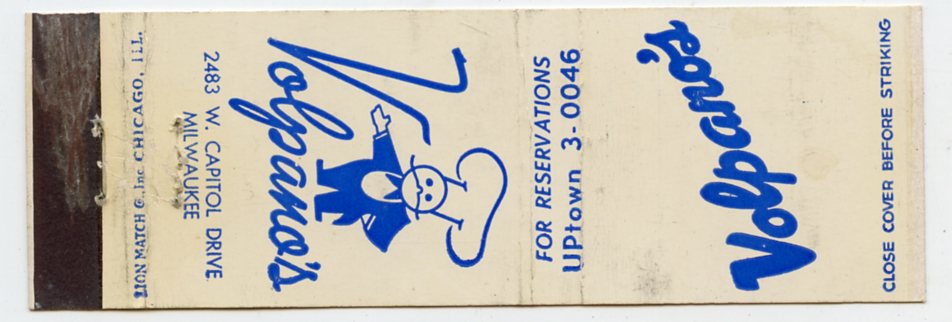 CLOSE COVER BEFORE STRIKING
Volpano's
FOR RESERVATIONS
UPtown 3-0046
Volpano's
2483 W. CAPITOL DRIVE
MILWAUKEE
LION MATCH C., Inc. CHICAGO, ILL.